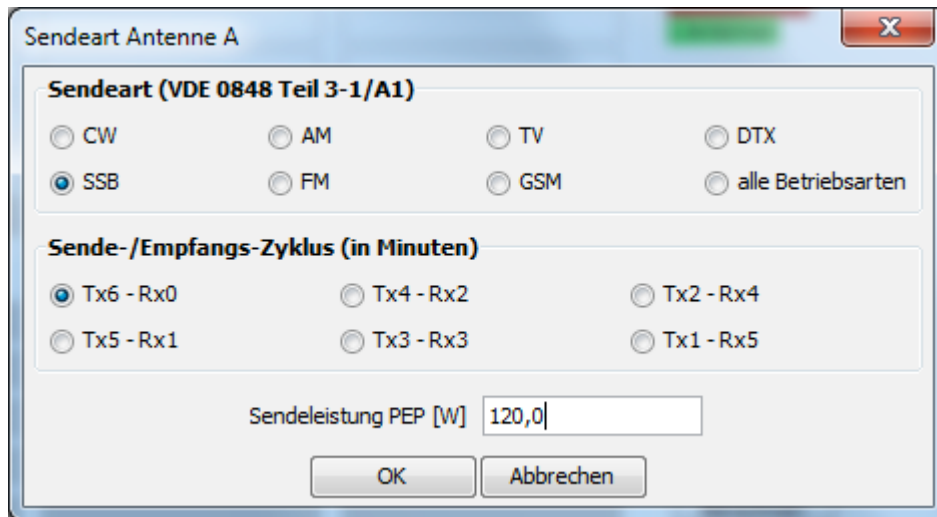 Sendeart Antenne A
Sendeart (VDE 0848 Teil 3-1/A1)
CW AM TV DTX
SSB FM GSM alle Betriebsarten
Sende-/Empfangs-Zyklus (in Minuten)
Tx6 - Rx0 Tx4 - Rx2 Tx2 - Rx4
Tx5 - Rx1 Tx3 - Rx3 Tx1 - Rx5
Sendeleistung PEP [W] 120,0
OK Abbrechen